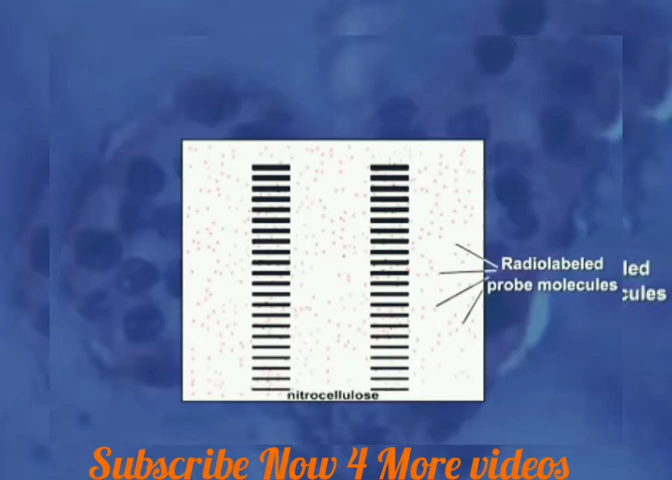 Radiolabeled
probe molecules
led
cules
nitrocellulose
Subscribe Now 4 More videos